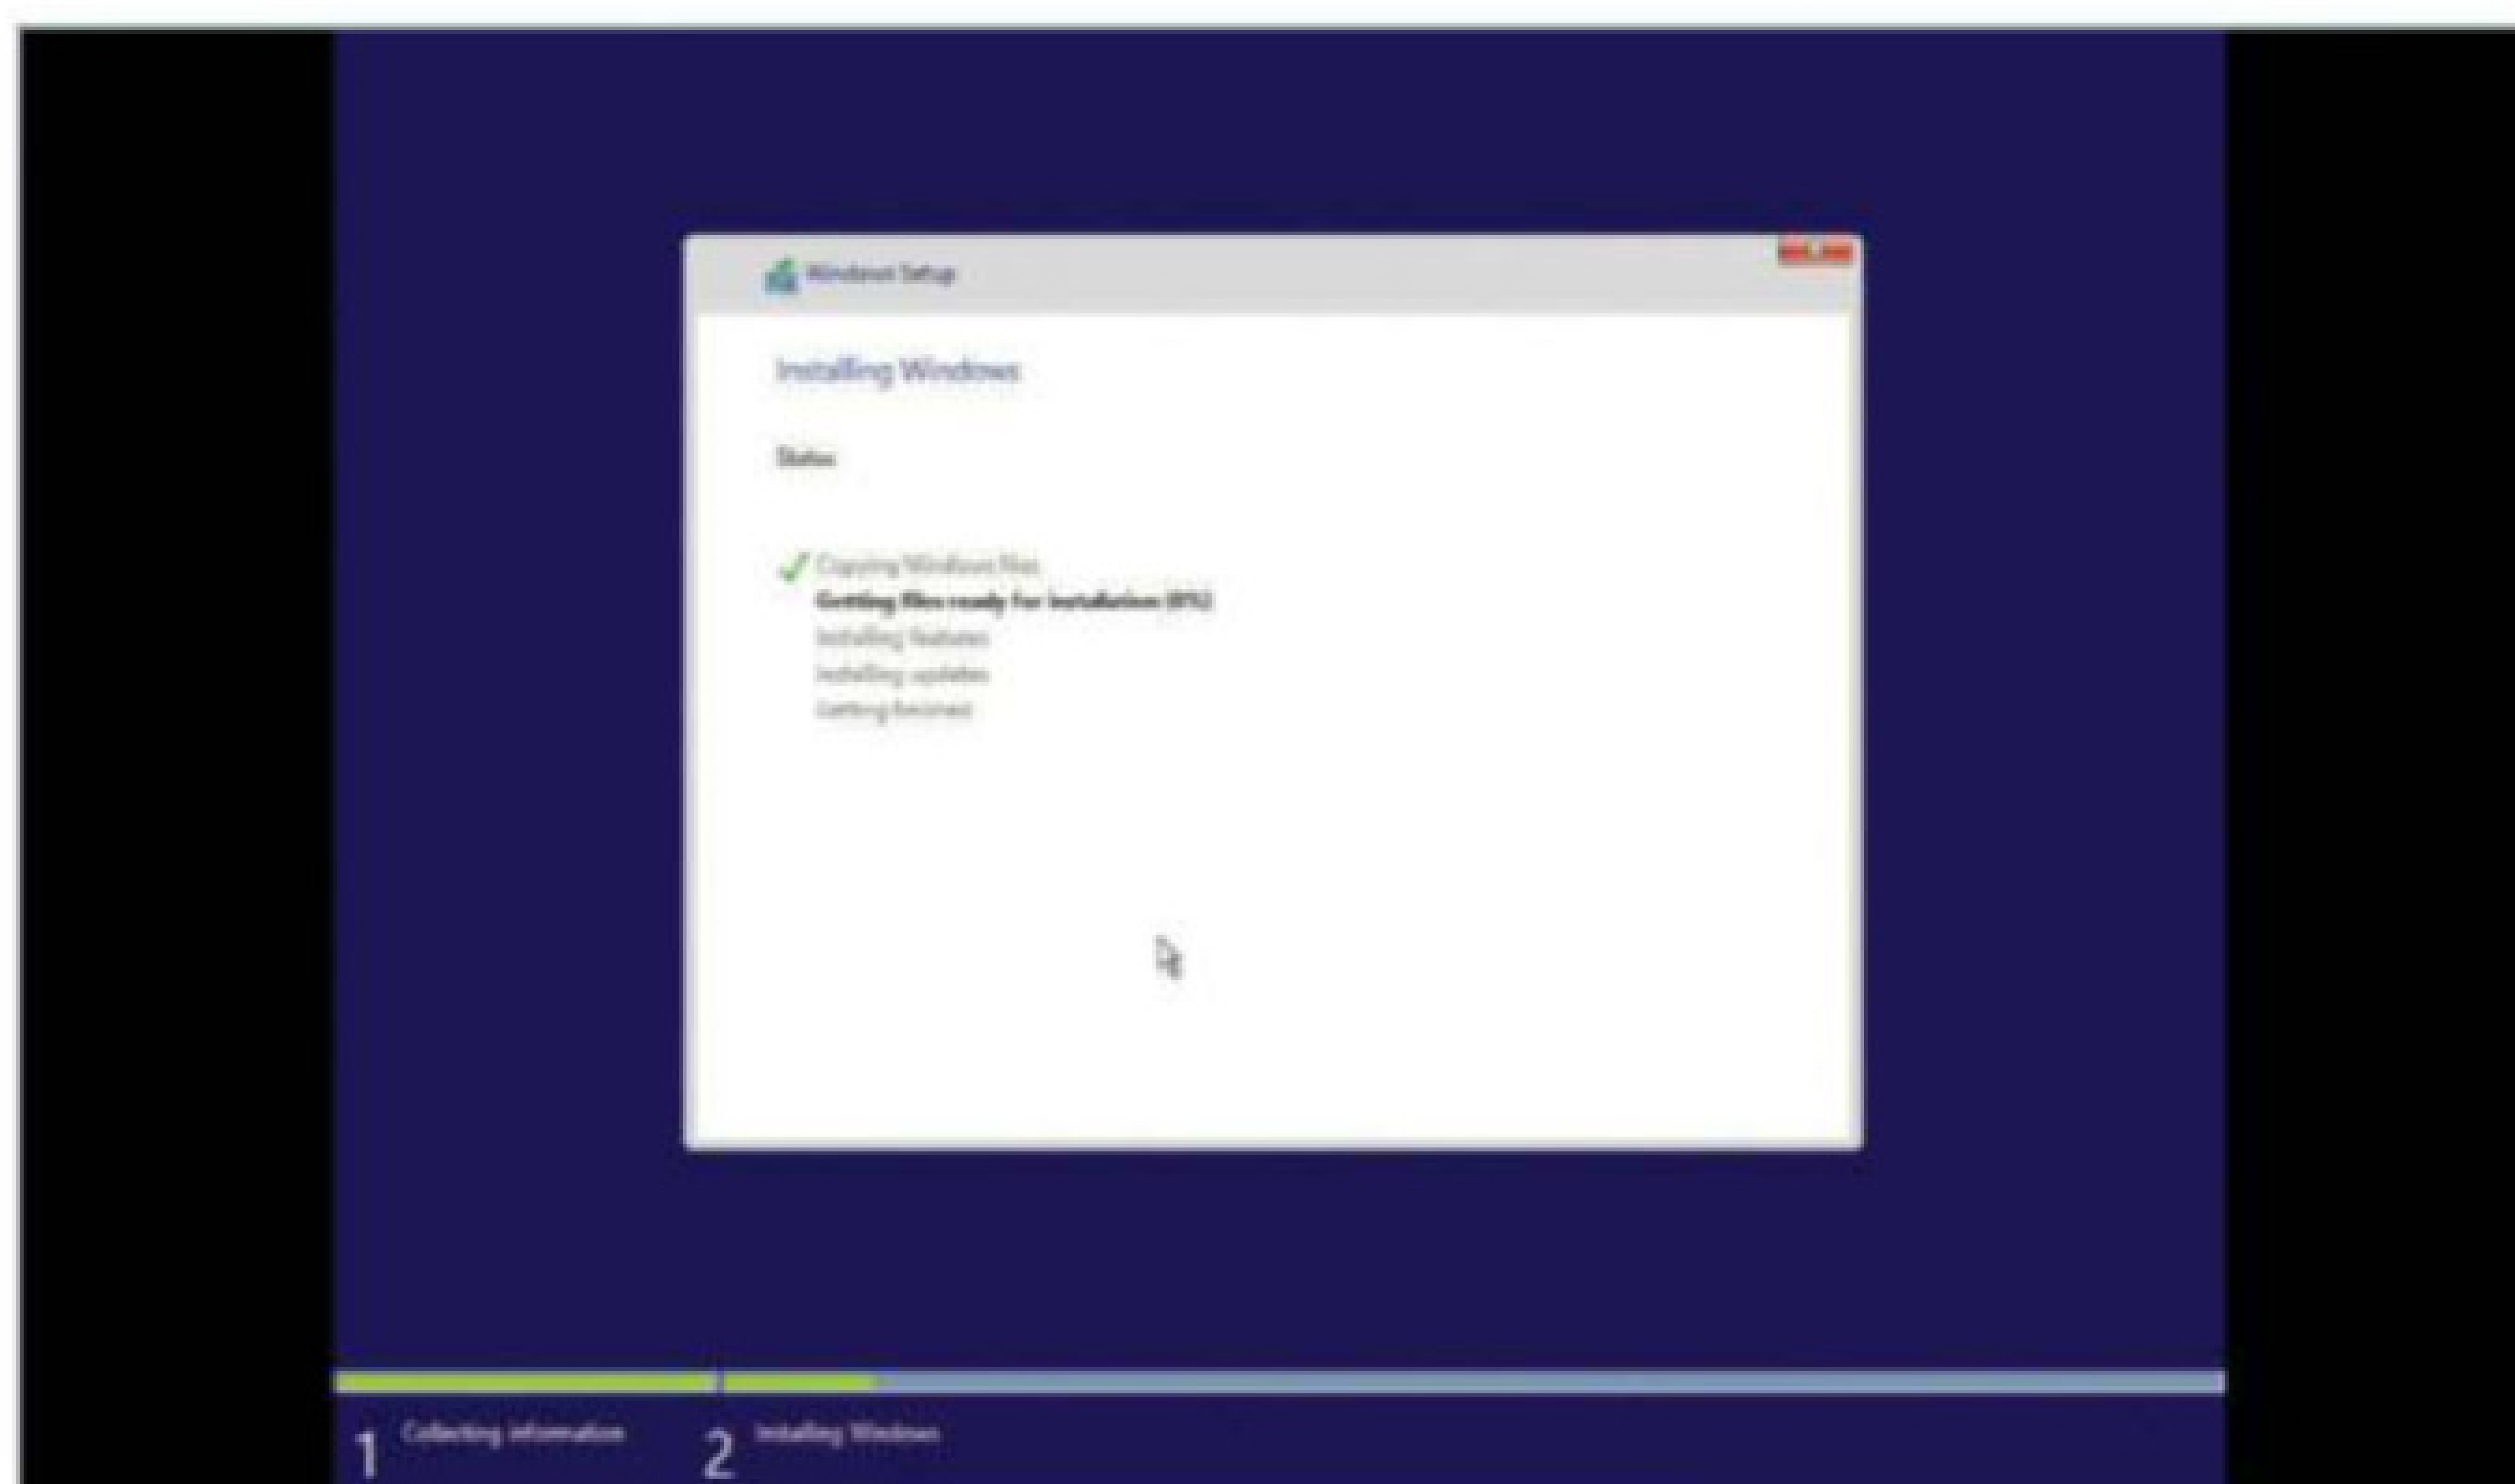 Windows Setup
Installing Windows
Status
Copying Windows files
Getting files ready for installation (0%)
Installing features
Installing updates
Getting finished
1 Collecting information
2 Installing Windows